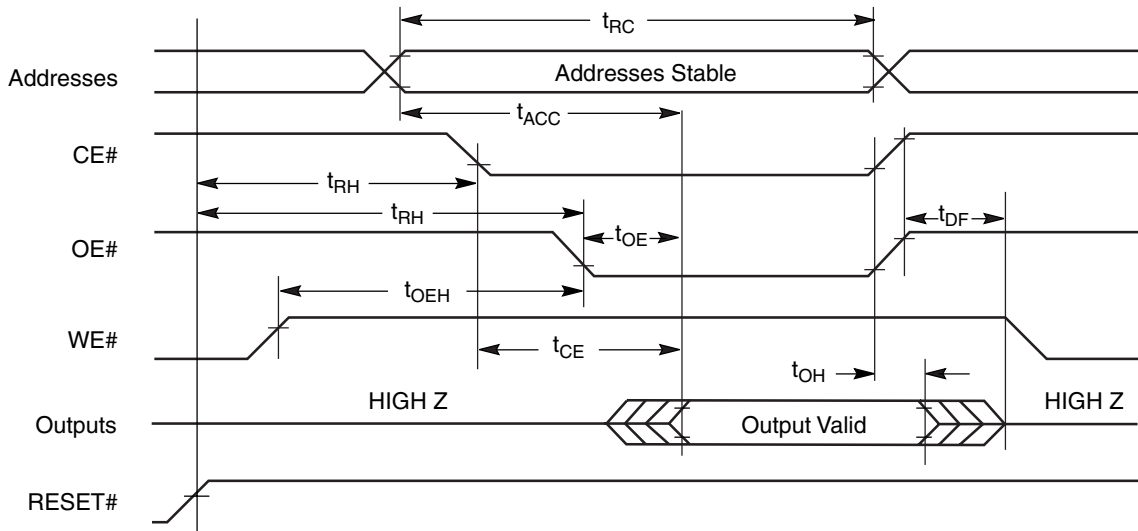 tRC
Addresses
Addresses Stable
tACC
CE#
tRH
tRH
tOE
tDF
OE#
tOEH
WE#
tCE
tOH
HIGH Z
HIGH Z
Outputs
Output Valid
RESET#